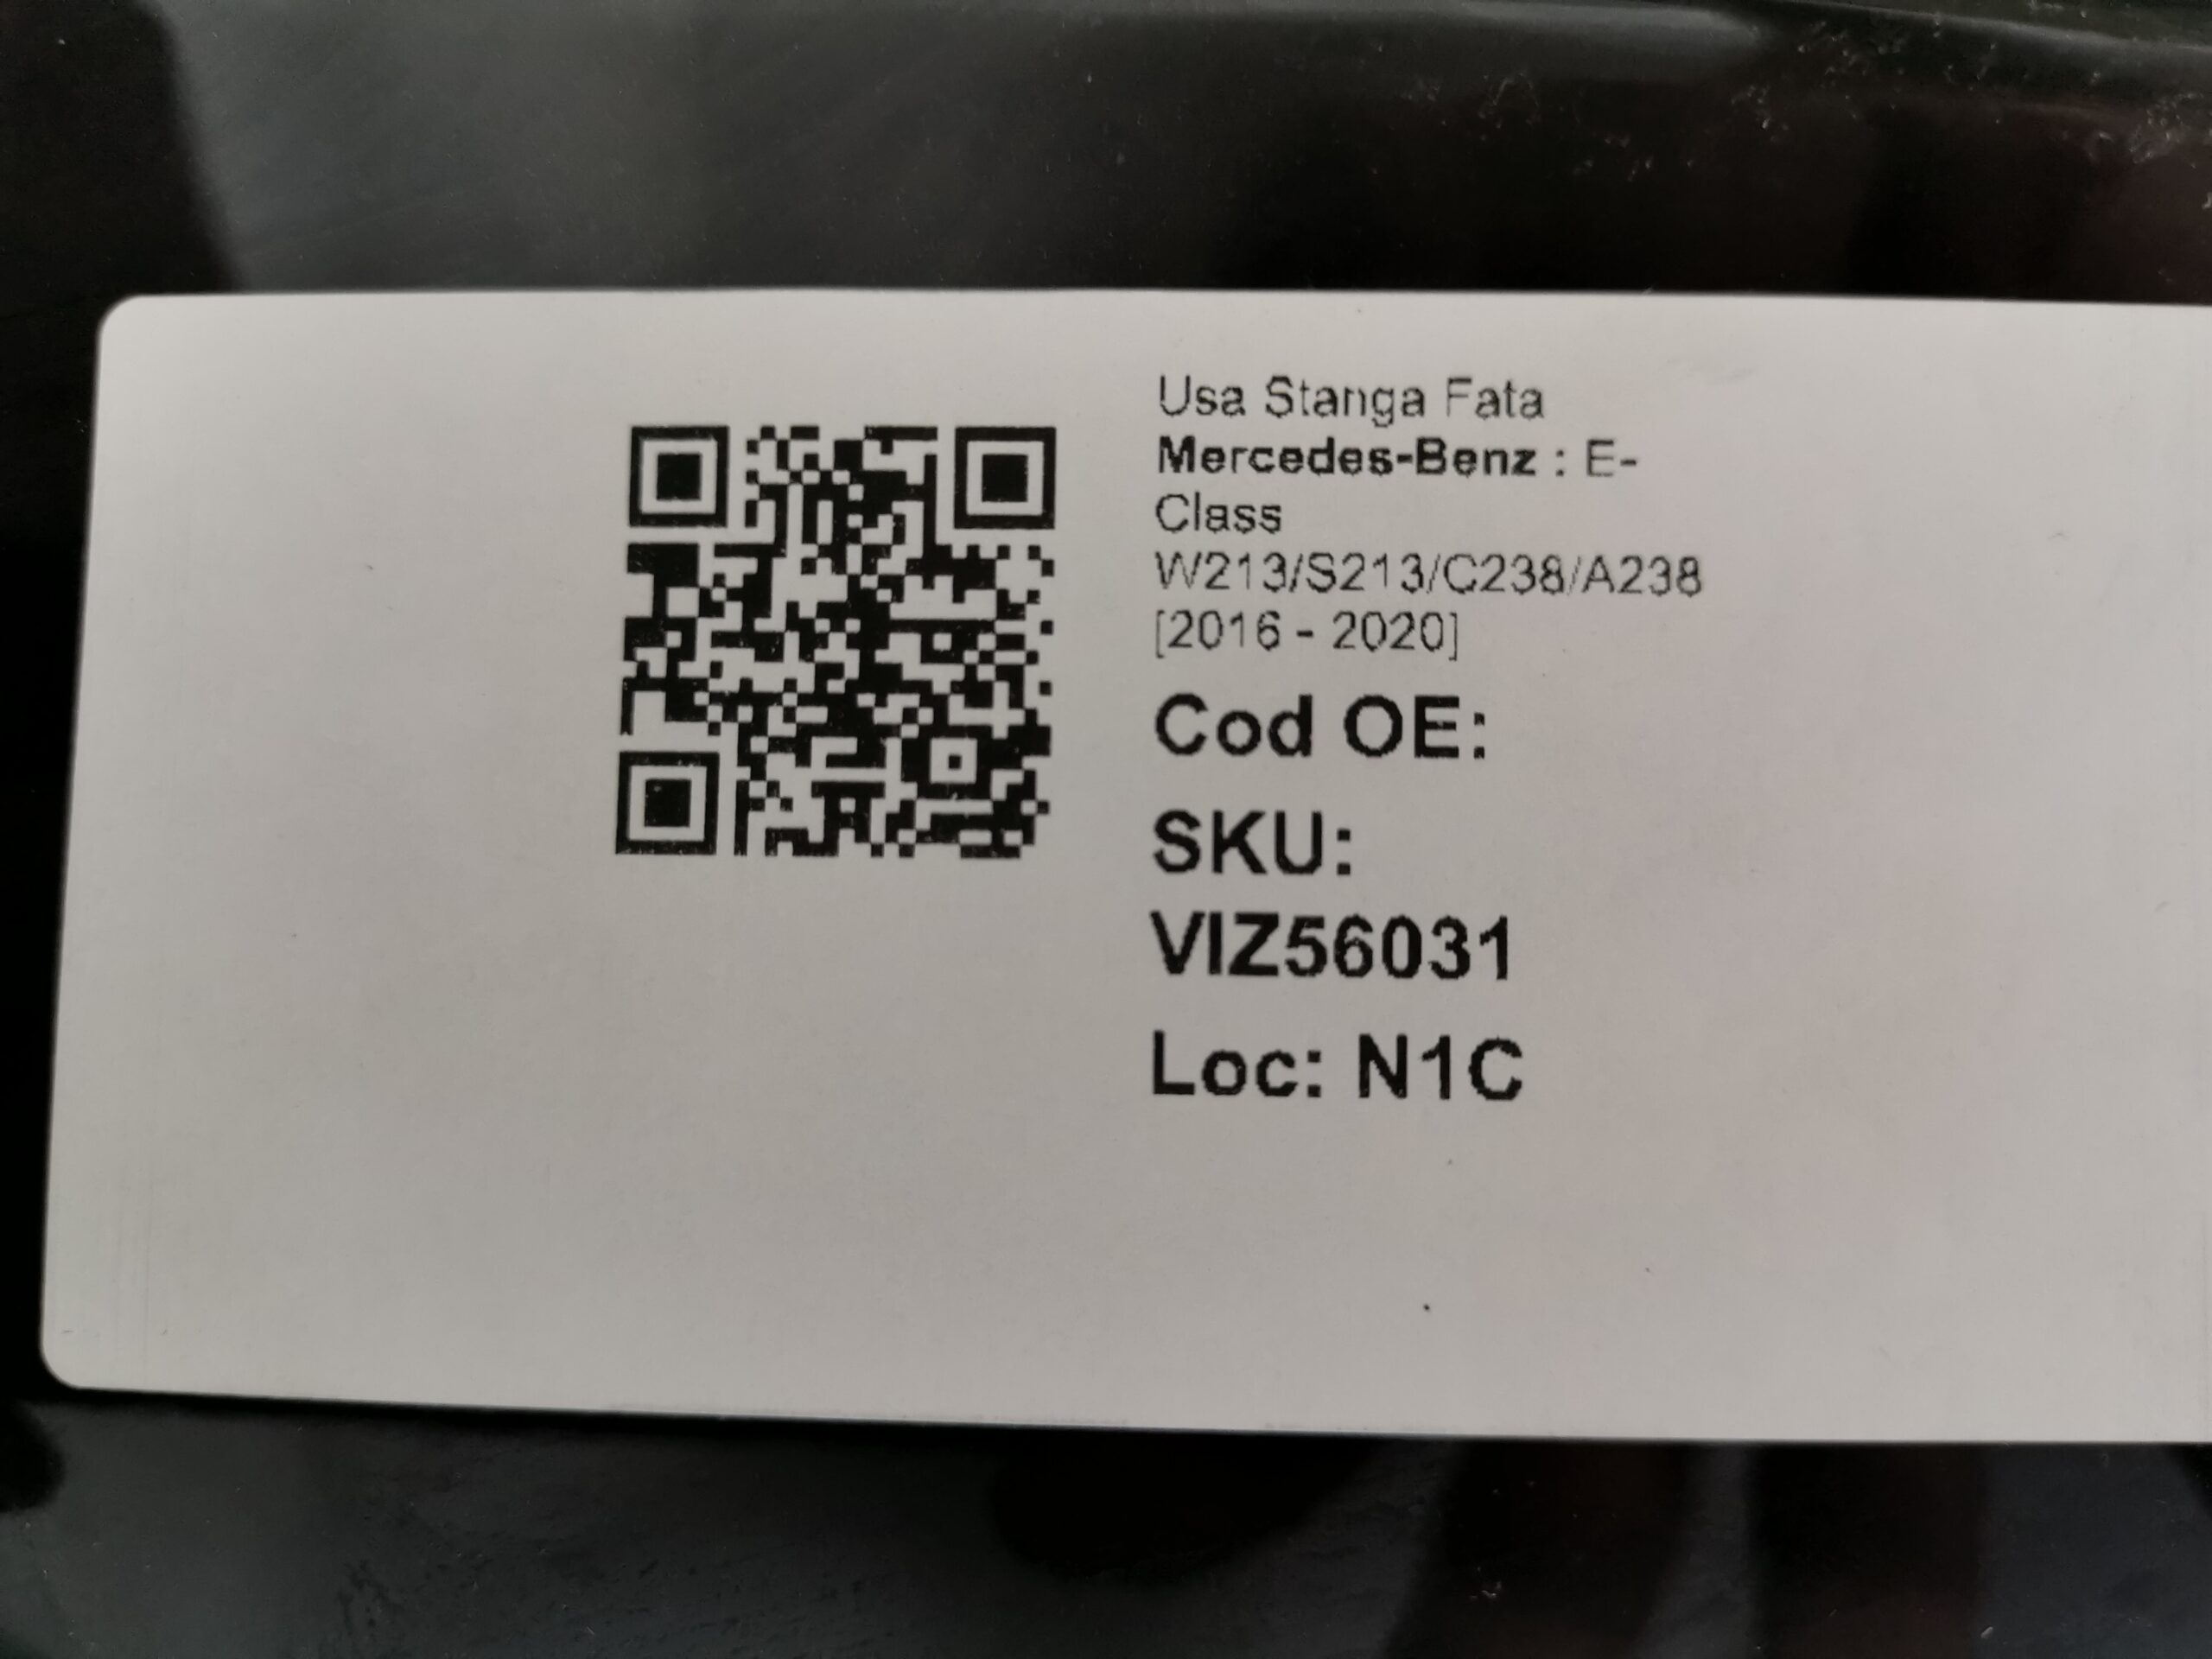 Usa Stanga Fata
Mercedes-Benz : E-
Class
W213/S213/C238/A238
[2016 - 2020]
Cod OE:
SKU:
VIZ56031
Loc: N1C